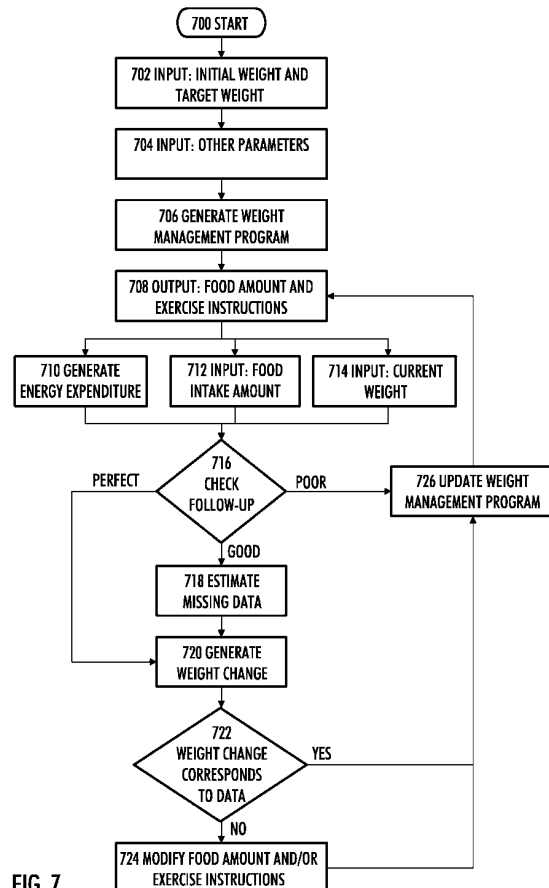 700 START
702 INPUT: INITIAL WEIGHT AND
TARGET WEIGHT
704 INPUT: OTHER PARAMETERS
706 GENERATE WEIGHT
MANAGEMENT PROGRAM
708 OUTPUT: FOOD AMOUNT AND
EXERCISE INSTRUCTIONS
710 GENERATE
ENERGY EXPENDITURE
712 INPUT: FOOD
INTAKE AMOUNT
714 INPUT: CURRENT
WEIGHT
716
CHECK
FOLLOW-UP
PERFECT
POOR
726 UPDATE WEIGHT
MANAGEMENT PROGRAM
GOOD
718 ESTIMATE
MISSING DATA
720 GENERATE
WEIGHT CHANGE
722
WEIGHT CHANGE
CORRESPONDS
TO DATA
YES
NO
724 MODIFY FOOD AMOUNT AND/OR
EXERCISE INSTRUCTIONS
FIG. 7